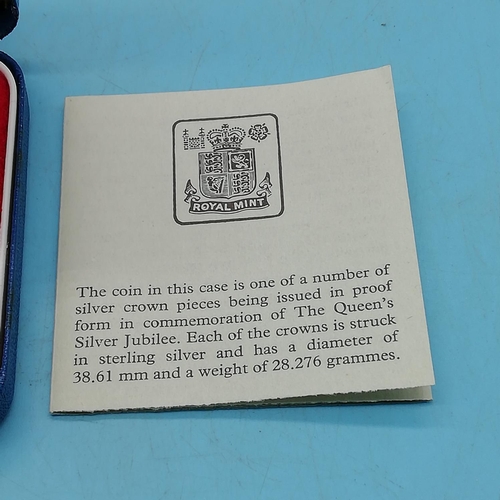 ROYAL MINT
The coin in this case is one of a number of
silver crown pieces being issued in proof
form in commemoration of The Queen's
Silver Jubilee. Each of the crowns is struck
in sterling silver and has a diameter of
38.61 mm and a weight of 28.276 grammes.